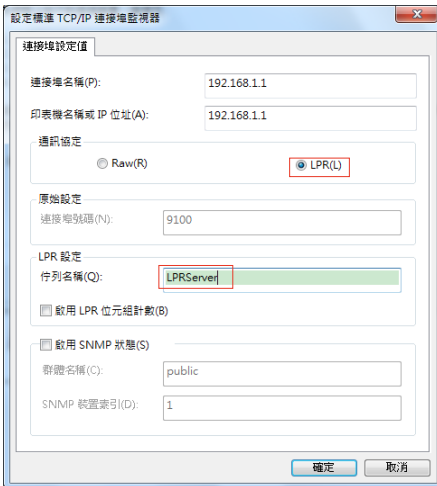 設定標準 TCP/IP 連接埠監視器
連接埠設定值
連接埠名稱(P): 192.168.1.1
印表機名稱或 IP 位址(A): 192.168.1.1
通訊協定
Raw(R) LPR(L)
原始設定
連接埠號碼(N): 9100
LPR 設定
佇列名稱(Q): LPRServer
啟用 LPR 位元組計數(B)
啟用 SNMP 狀態(S)
群體名稱(C): public
SNMP 裝置索引(D): 1
確定 取消